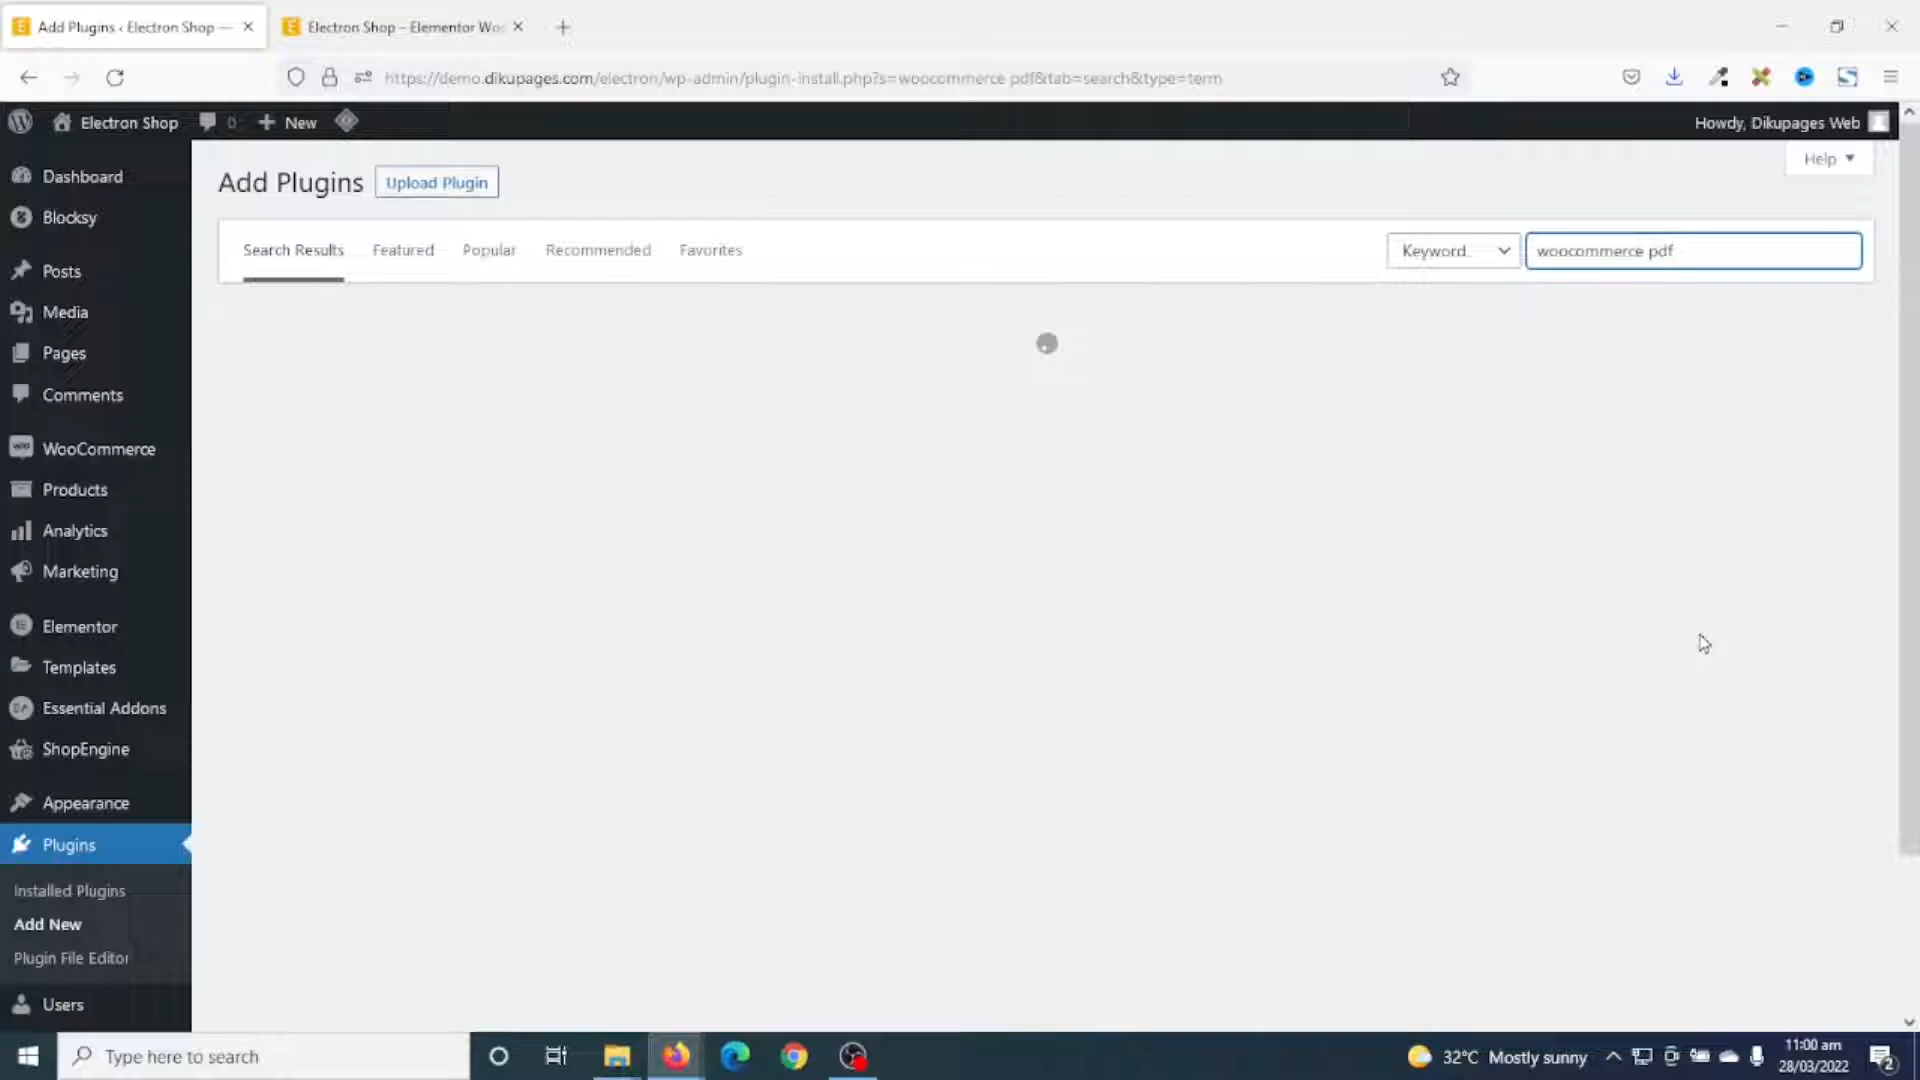 Add Plugins ‹ Electron Shop —
Electron Shop – Elementor Woo
https://demo.dikupages.com/electron/wp-admin/plugin-install.php?s=woocommerce pdf&tab=search&type=term
Electron Shop
0
New
Howdy, Dikupages Web
Help
Dashboard
Blocksy
Posts
Media
Pages
Comments
WooCommerce
Products
Analytics
Marketing
Elementor
Templates
Essential Addons
ShopEngine
Appearance
Plugins
Installed Plugins
Add New
Plugin File Editor
Users
Add Plugins
Upload Plugin
Search Results
Featured
Popular
Recommended
Favorites
Keyword
woocommerce pdf
Type here to search
32°C Mostly sunny
11:00 am
28/03/2022
2